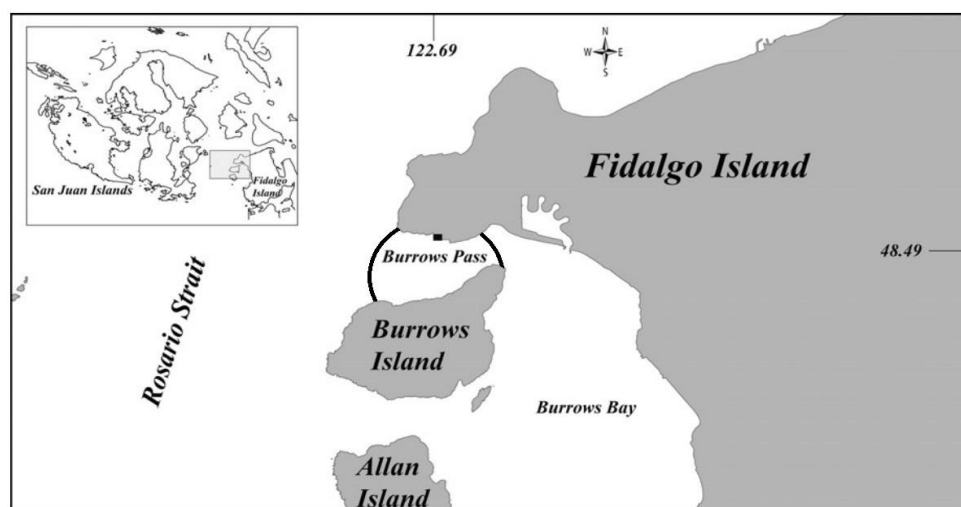 122.69
N
W E
S
Fidalgo Island
San Juan Islands
Fidalgo
Island
Burrows Pass
48.49
Rosario Strait
Burrows
Island
Burrows Bay
Allan
Island